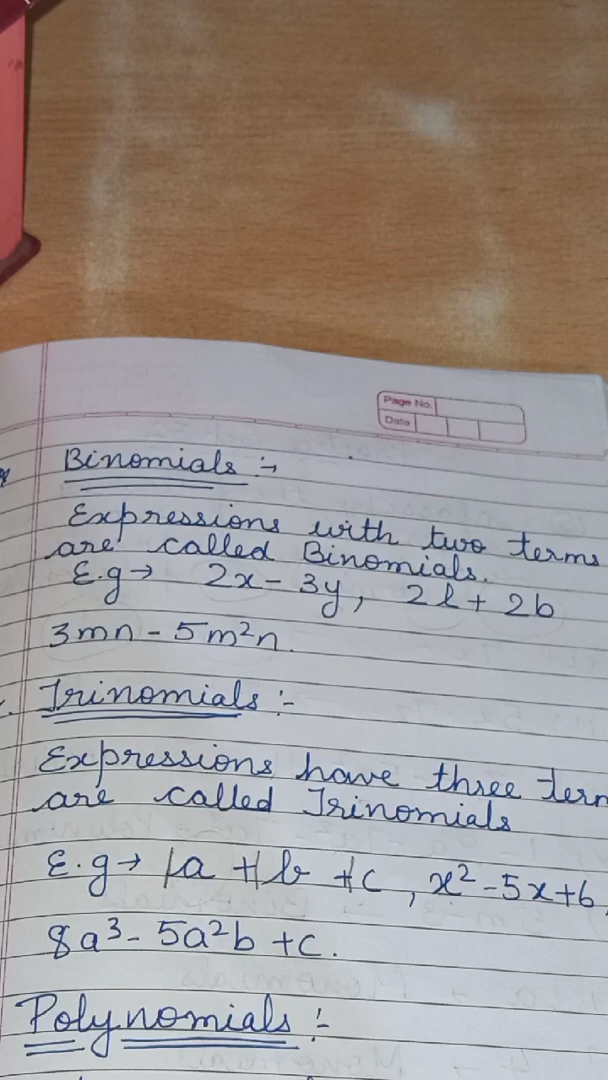 Page No.
Date
Binomials :→
Expressions with two terms
are called Binomials.
E.g → 2x - 3y, 2l + 2b
3mn - 5m²n.
Trinomials :-
Expressions have three term
are called Trinomials
E.g → a + b + c, x² - 5x + 6,
8a³ - 5a²b + c.
Polynomials :-